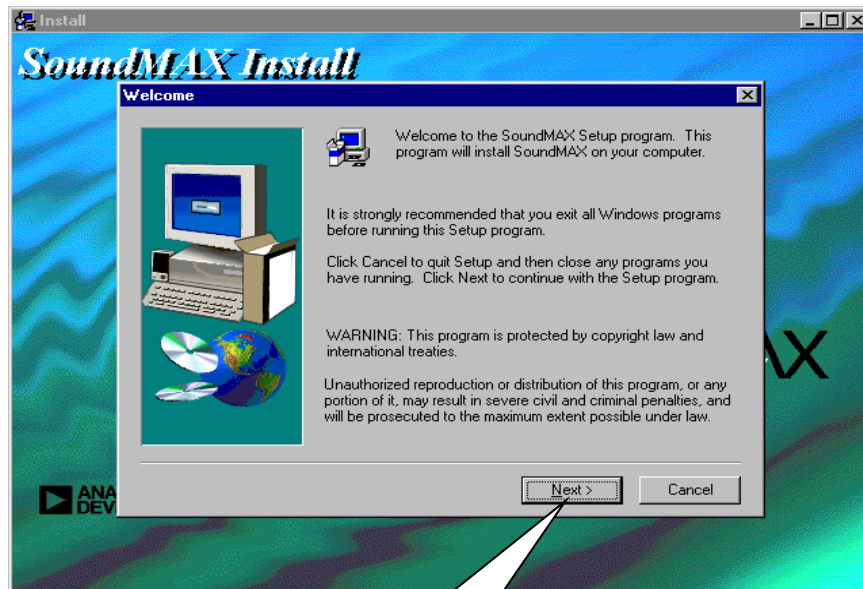 Install
SoundMAX Install
Welcome
Welcome to the SoundMAX Setup program. This
program will install SoundMAX on your computer.
It is strongly recommended that you exit all Windows programs
before running this Setup program.
Click Cancel to quit Setup and then close any programs you
have running. Click Next to continue with the Setup program.
WARNING: This program is protected by copyright law and
international treaties.
Unauthorized reproduction or distribution of this program, or any
portion of it, may result in severe civil and criminal penalties, and
will be prosecuted to the maximum extent possible under law.
AX
ANA
DEV
Next >
Cancel